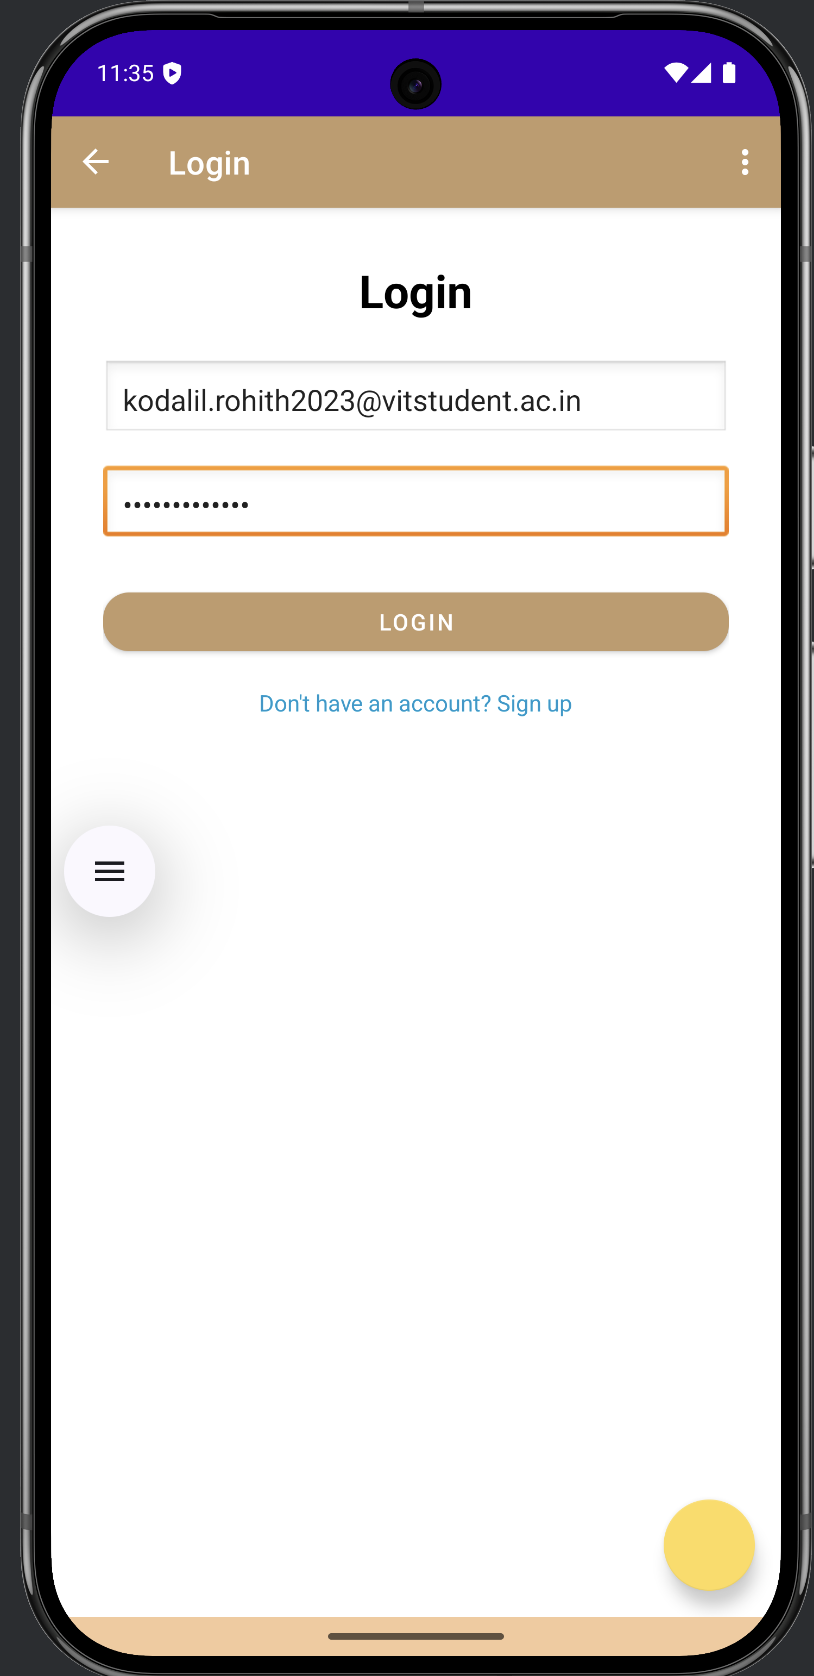 11:35
Login
Login
kodalil.rohith2023@vitstudent.ac.in
•••••••••••••
LOGIN
Don't have an account? Sign up